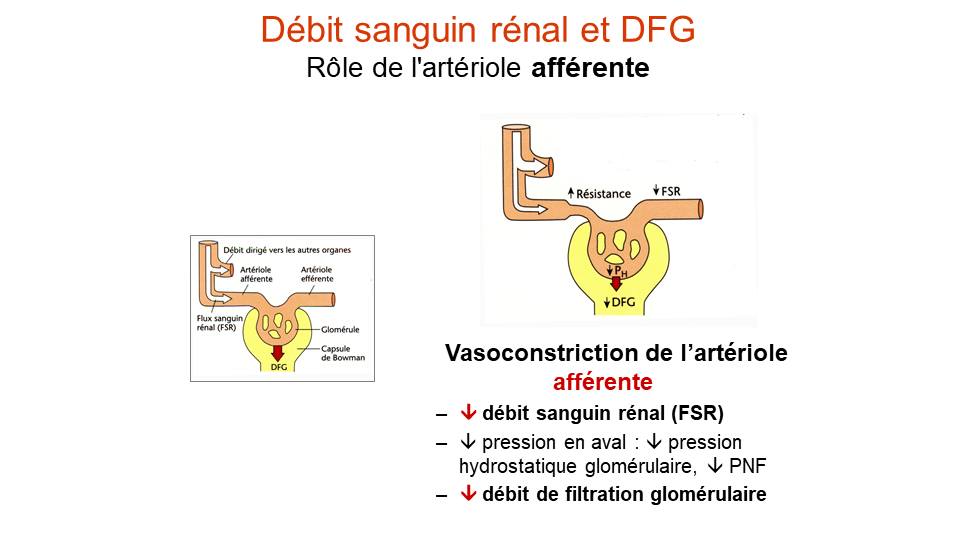 Débit sanguin rénal et DFG
Rôle de l'artériole afférente
Débit dirigé vers les autres organes
Artériole
afférente
Artériole
efférente
Flux sanguin
rénal (FSR)
Glomérule
Capsule
de Bowman
DFG
↑ Résistance
↓ FSR
↓PH
↓DFG
Vasoconstriction de l’artériole
afférente
– ↓ débit sanguin rénal (FSR)
– ↓ pression en aval : ↓ pression
hydrostatique glomérulaire, ↓ PNF
– ↓ débit de filtration glomérulaire